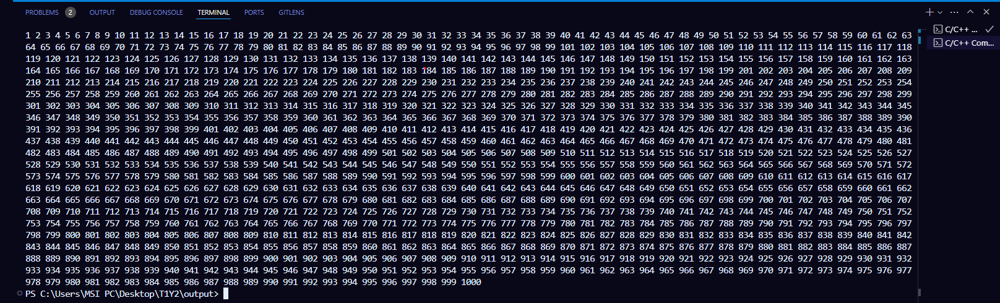 PROBLEMS 2 OUTPUT DEBUG CONSOLE TERMINAL PORTS GITLENS
1 2 3 4 5 6 7 8 9 10 11 12 13 14 15 16 17 18 19 20 21 22 23 24 25 26 27 28 29 30 31 32 33 34 35 36 37 38 39 40 41 42 43 44 45 46 47 48 49 50 51 52 53 54 55 56 57 58 59 60 61 62 63
64 65 66 67 68 69 70 71 72 73 74 75 76 77 78 79 80 81 82 83 84 85 86 87 88 89 90 91 92 93 94 95 96 97 98 99 101 102 103 104 105 106 107 108 109 110 111 112 113 114 115 116 117 118
119 120 121 122 123 124 125 126 127 128 129 130 131 132 133 134 135 136 137 138 139 140 141 142 143 144 145 146 147 148 149 150 151 152 153 154 155 156 157 158 159 160 161 162 163
164 165 166 167 168 169 170 171 172 173 174 175 176 177 178 179 180 181 182 183 184 185 186 187 188 189 190 191 192 193 194 195 196 197 198 199 201 202 203 204 205 206 207 208 209
210 211 212 213 214 215 216 217 218 219 220 221 222 223 224 225 226 227 228 229 230 231 232 233 234 235 236 237 238 239 240 241 242 243 244 245 246 247 248 249 250 251 252 253 254
255 256 257 258 259 260 261 262 263 264 265 266 267 268 269 270 271 272 273 274 275 276 277 278 279 280 281 282 283 284 285 286 287 288 289 290 291 292 293 294 295 296 297 298 299
301 302 303 304 305 306 307 308 309 310 311 312 313 314 315 316 317 318 319 320 321 322 323 324 325 326 327 328 329 330 331 332 333 334 335 336 337 338 339 340 341 342 343 344 345
346 347 348 349 350 351 352 353 354 355 356 357 358 359 360 361 362 363 364 365 366 367 368 369 370 371 372 373 374 375 376 377 378 379 380 381 382 383 384 385 386 387 388 389 390
391 392 393 394 395 396 397 398 399 401 402 403 404 405 406 407 408 409 410 411 412 413 414 415 416 417 418 419 420 421 422 423 424 425 426 427 428 429 430 431 432 433 434 435 436
437 438 439 440 441 442 443 444 445 446 447 448 449 450 451 452 453 454 455 456 457 458 459 460 461 462 463 464 465 466 467 468 469 470 471 472 473 474 475 476 477 478 479 480 481
482 483 484 485 486 487 488 489 490 491 492 493 494 495 496 497 498 499 501 502 503 504 505 506 507 508 509 510 511 512 513 514 515 516 517 518 519 520 521 522 523 524 525 526 527
528 529 530 531 532 533 534 535 536 537 538 539 540 541 542 543 544 545 546 547 548 549 550 551 552 553 554 555 556 557 558 559 560 561 562 563 564 565 566 567 568 569 570 571 572
573 574 575 576 577 578 579 580 581 582 583 584 585 586 587 588 589 590 591 592 593 594 595 596 597 598 599 600 601 602 603 604 605 606 607 608 609 610 611 612 613 614 615 616 617
618 619 620 621 622 623 624 625 626 627 628 629 630 631 632 633 634 635 636 637 638 639 640 641 642 643 644 645 646 647 648 649 650 651 652 653 654 655 656 657 658 659 660 661 662
663 664 665 666 667 668 669 670 671 672 673 674 675 676 677 678 679 680 681 682 683 684 685 686 687 688 689 690 691 692 693 694 695 696 697 698 699 700 701 702 703 704 705 706 707
708 709 710 711 712 713 714 715 716 717 718 719 720 721 722 723 724 725 726 727 728 729 730 731 732 733 734 735 736 737 738 739 740 741 742 743 744 745 746 747 748 749 750 751 752
753 754 755 756 757 758 759 760 761 762 763 764 765 766 767 768 769 770 771 772 773 774 775 776 777 778 779 780 781 782 783 784 785 786 787 788 789 790 791 792 793 794 795 796 797
798 799 800 801 802 803 804 805 806 807 808 809 810 811 812 813 814 815 816 817 818 819 820 821 822 823 824 825 826 827 828 829 830 831 832 833 834 835 836 837 838 839 840 841 842
843 844 845 846 847 848 849 850 851 852 853 854 855 856 857 858 859 860 861 862 863 864 865 866 867 868 869 870 871 872 873 874 875 876 877 878 879 880 881 882 883 884 885 886 887
888 889 890 891 892 893 894 895 896 897 898 899 900 901 902 903 904 905 906 907 908 909 910 911 912 913 914 915 916 917 918 919 920 921 922 923 924 925 926 927 928 929 930 931 932
933 934 935 936 937 938 939 940 941 942 943 944 945 946 947 948 949 950 951 952 953 954 955 956 957 958 959 960 961 962 963 964 965 966 967 968 969 970 971 972 973 974 975 976 977
978 979 980 981 982 983 984 985 986 987 988 989 990 991 992 993 994 995 996 997 998 999 1000
PS C:\Users\MSI PC\Desktop\T1Y2\output>
C/C++ ...
C/C++ Com...